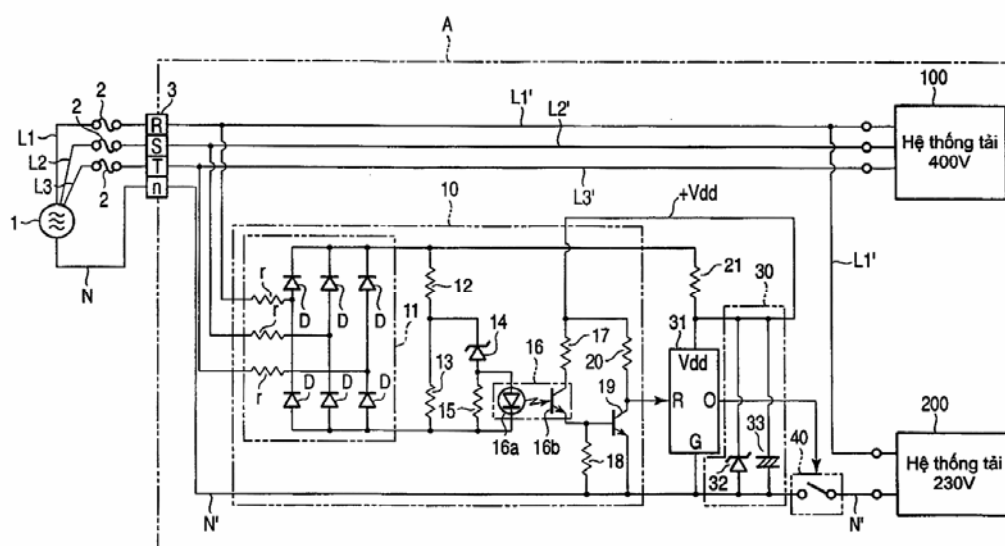 A
2
3
2
L1'
L2'
100
L1
R
L2
S
Hệ thống tải
400V
L3
T
n
2
L3'
1
10
+Vdd
N
r
D
D
D
12
21
30
L1'
r
11
14
17
31
r
D
D
D
13
16
20
Vdd
15
19
R
O
200
16a
16b
G
33
40
Hệ thống tải
230V
18
32
N'
N'